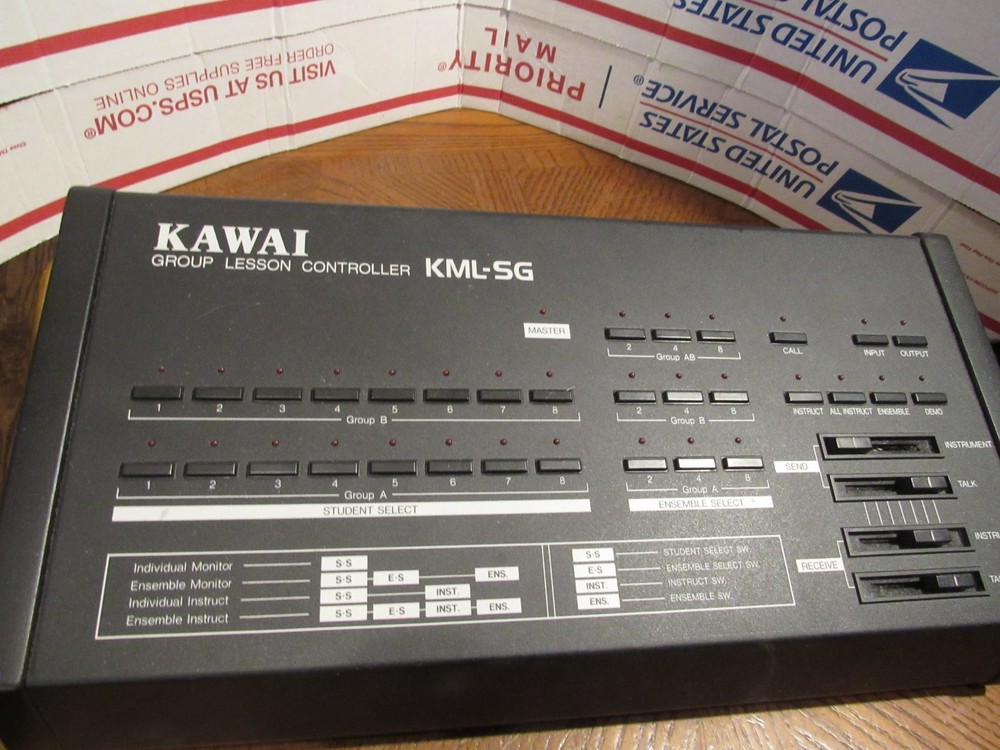 UNITED STATES
POSTAL SERVICE
UNITED STATES
POSTAL SERVICE®
PRIORITY®
MAIL
VISIT US AT USPS.COM®
ORDER FREE SUPPLIES ONLINE
KAWAI
GROUP LESSON CONTROLLER KML-SG
MASTER
2 4 8
Group AB
CALL
INPUT OUTPUT
1 2 3 4 5 6 7 8
Group B
2 4 8
Group B
INSTRUCT ALL INSTRUCT ENSEMBLE DEMO
1 2 3 4 5 6 7 8
Group A
STUDENT SELECT
2 4 8
Group A
ENSEMBLE SELECT
SEND
INSTRUMENT
TALK
RECEIVE
INSTRU
TA
Individual Monitor S·S
Ensemble Monitor S·S E·S ENS.
Individual Instruct S·S INST.
Ensemble Instruct S·S E·S INST. ENS.
S·S STUDENT SELECT SW.
E·S ENSEMBLE SELECT SW.
INST. INSTRUCT SW.
ENS. ENSEMBLE SW.